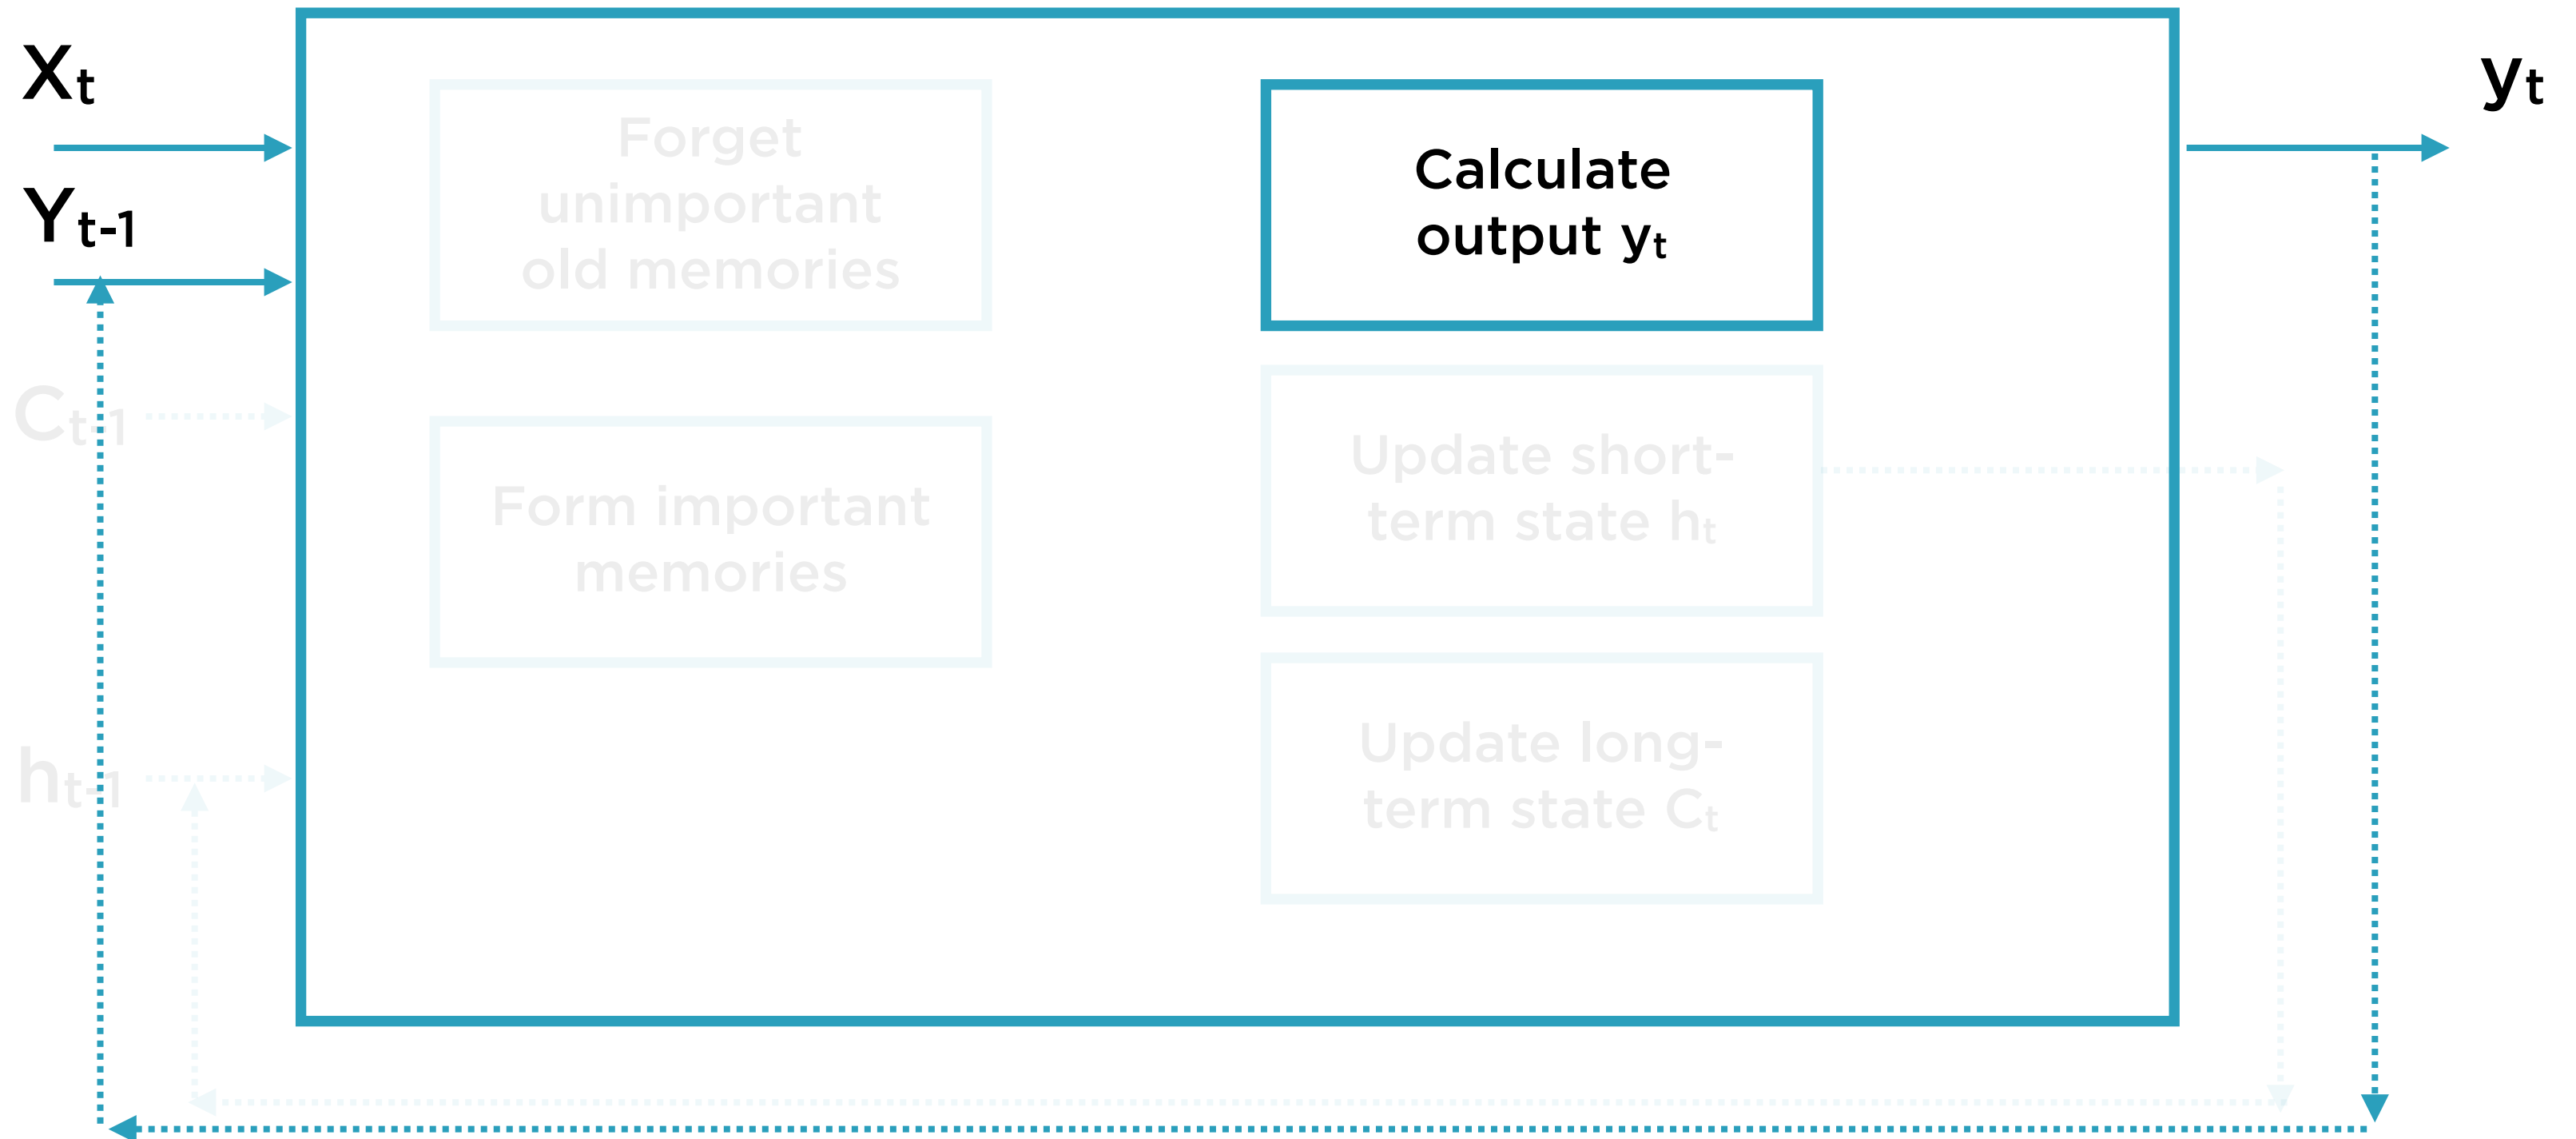 Xt
Yt-1
Ct-1
ht-1
Forget
unimportant
old memories
Form important
memories
Calculate
output yt
Update short-
term state ht
Update long-
term state Ct
yt